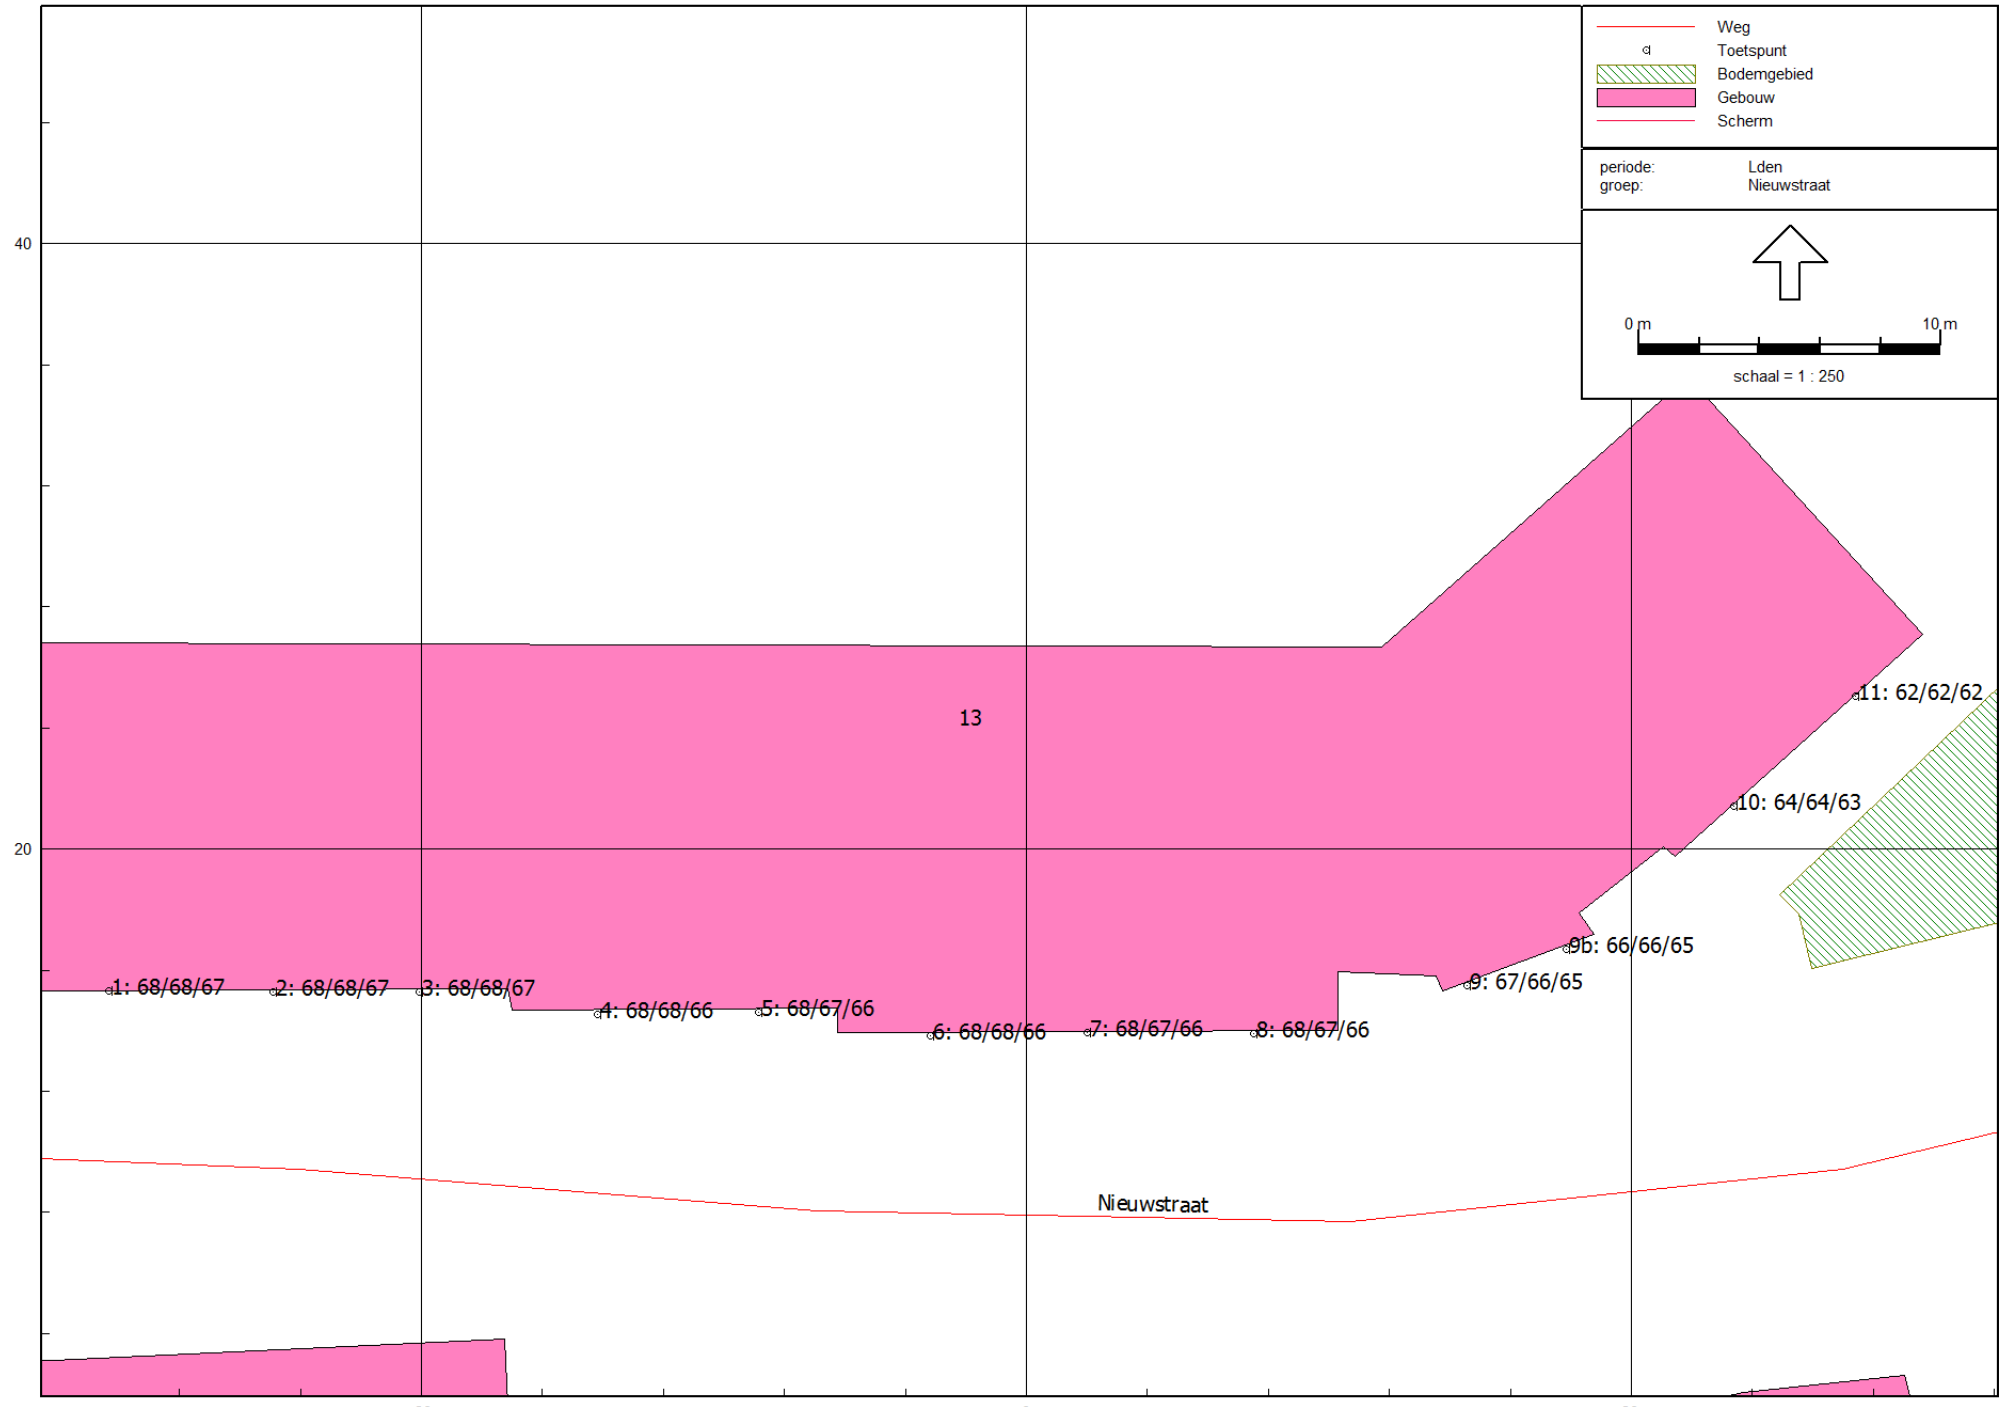 Weg
Toetspunt
Bodemgebied
Gebouw
Scherm
periode: Lden
groep: Nieuwstraat
40
0 m 10 m
schaal = 1 : 250
11: 62/62/62
13
10: 64/64/63
20
9b: 66/66/65
9: 67/66/65
1: 68/68/67
2: 68/68/67
3: 68/68/67
4: 68/68/66
5: 68/67/66
6: 68/68/66
7: 68/67/66
8: 68/67/66
Nieuwstraat